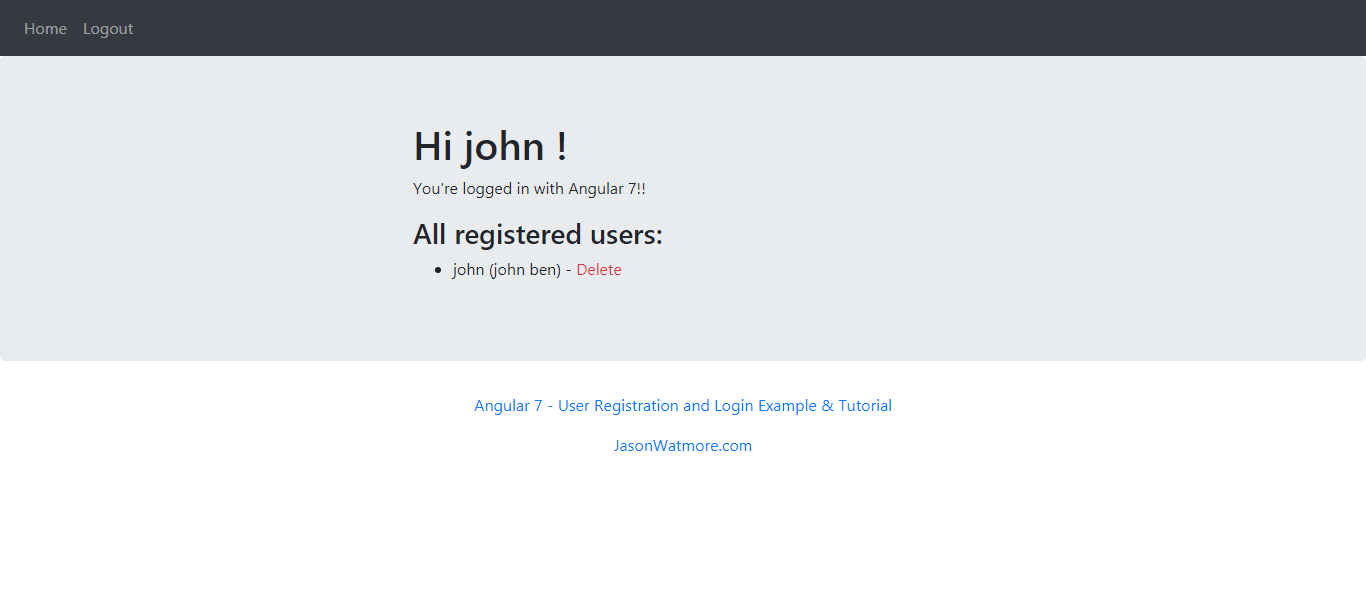 Home Logout
Hi john !
You're logged in with Angular 7!!
All registered users:
john (john ben) - Delete
Angular 7 - User Registration and Login Example & Tutorial
JasonWatmore.com